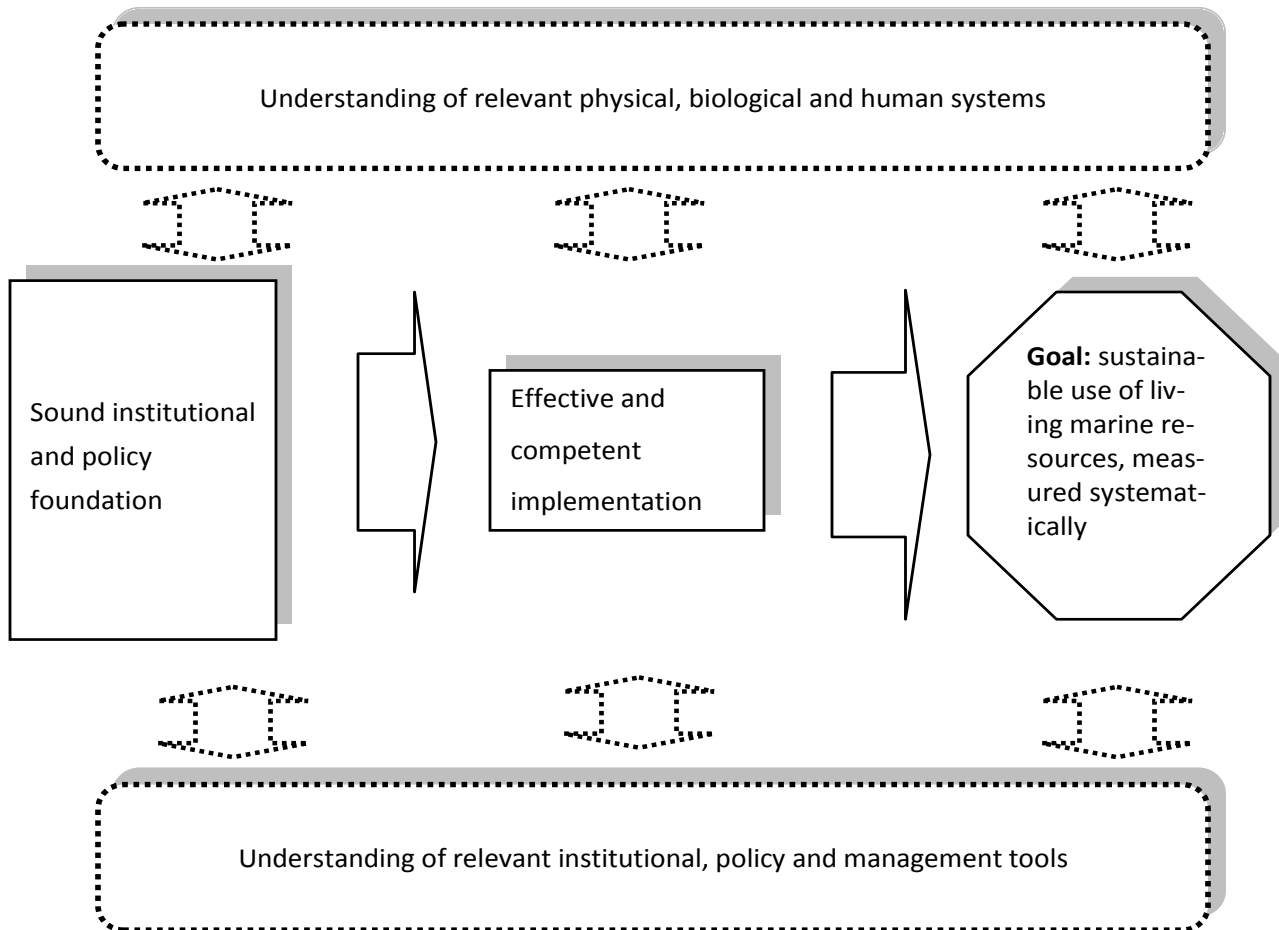 Understanding of relevant physical, biological and human systems
Sound institutional
and policy
foundation
Effective and
competent
implementation
Goal: sustaina-
ble use of liv-
ing marine re-
sources, meas-
ured systemat-
ically
Understanding of relevant institutional, policy and management tools